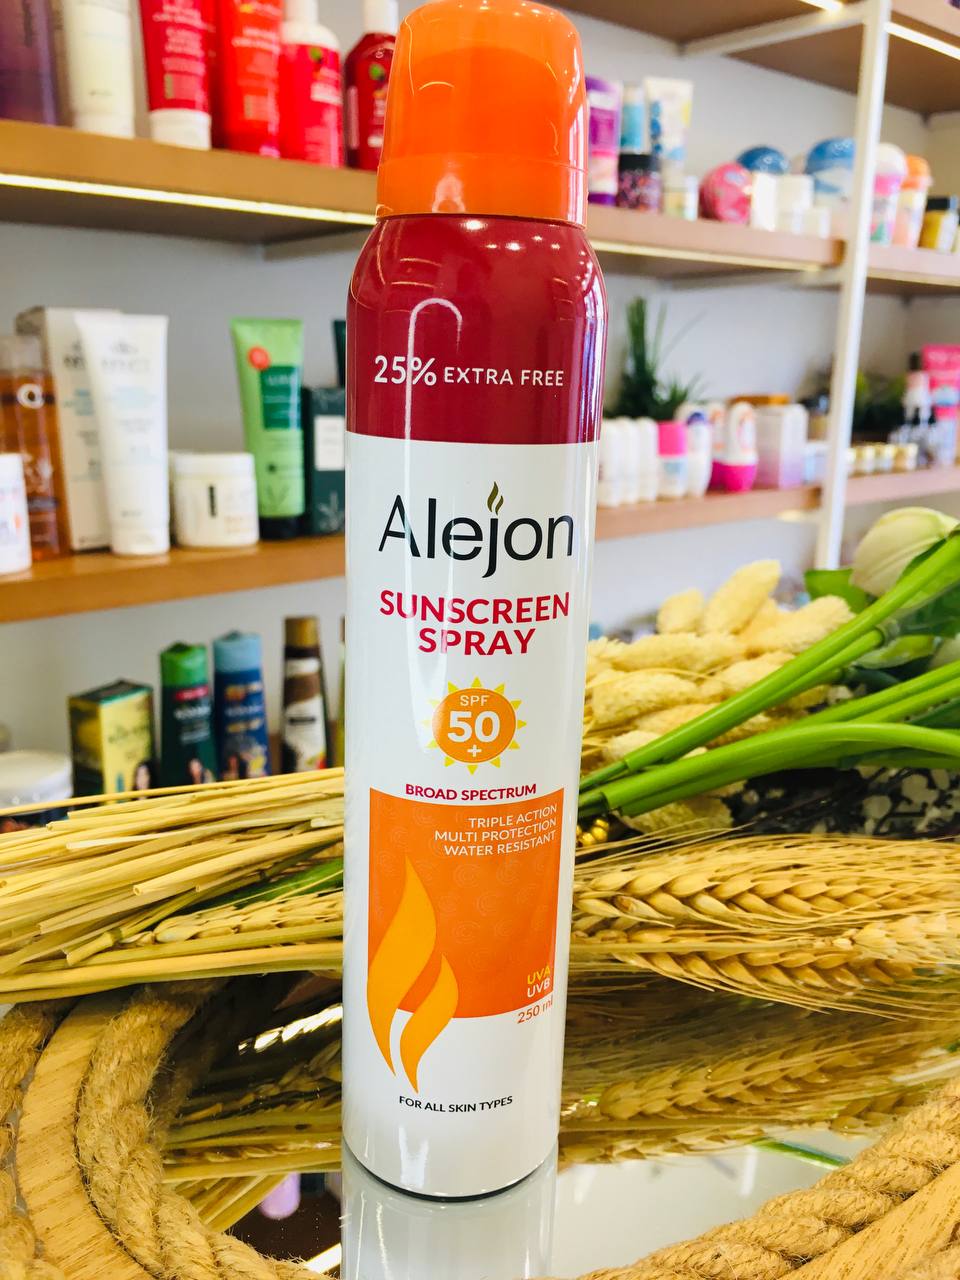 25% EXTRA FREE
Alejon
SUNSCREEN
SPRAY
SPF
50
+
BROAD SPECTRUM
TRIPLE ACTION
MULTI PROTECTION
WATER RESISTANT
UVA
UVB
250 ml
FOR ALL SKIN TYPES